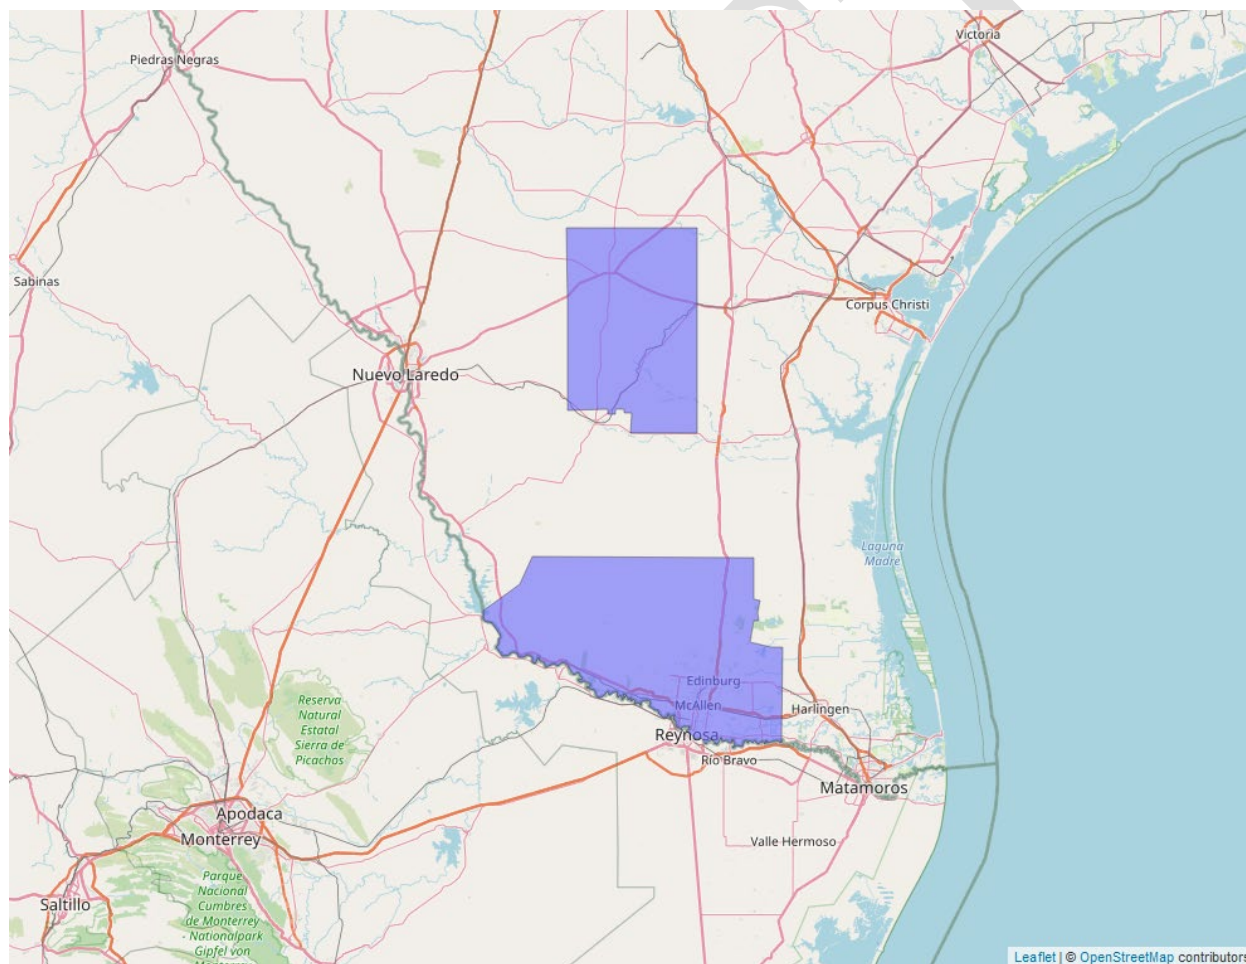 Victoria
Piedras Negras
Sabinas
Corpus Christi
Nuevo Laredo
Laguna
Madre
Edinburg
McAllen
Harlingen
Reserva
Natural
Estatal
Sierra de
Picachos
Reynosa
Río Bravo
Matamoros
Apodaca
Monterrey
Valle Hermoso
Parque
Nacional
Cumbres
de Monterrey
- Nationalpark
Gipfel von
Saltillo
Leaflet | © OpenStreetMap contributors